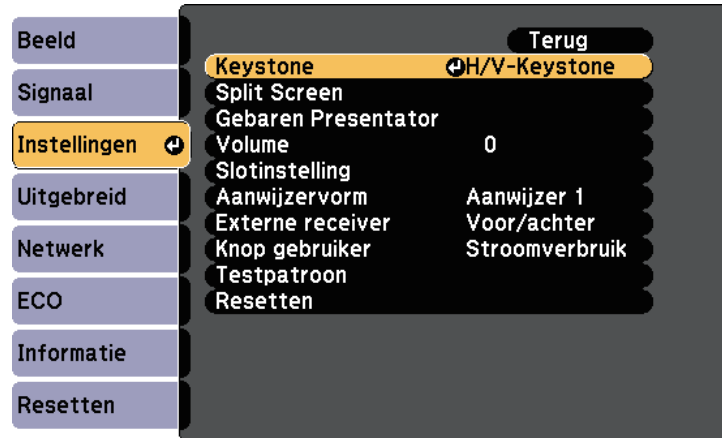 Beeld
Signaal
Instellingen
Uitgebreid
Netwerk
ECO
Informatie
Resetten
Terug
Keystone H/V-Keystone
Split Screen
Gebaren Presentator
Volume 0
Slotinstelling
Aanwijzervorm Aanwijzer 1
Externe receiver Voor/achter
Knop gebruiker Stroomverbruik
Testpatroon
Resetten